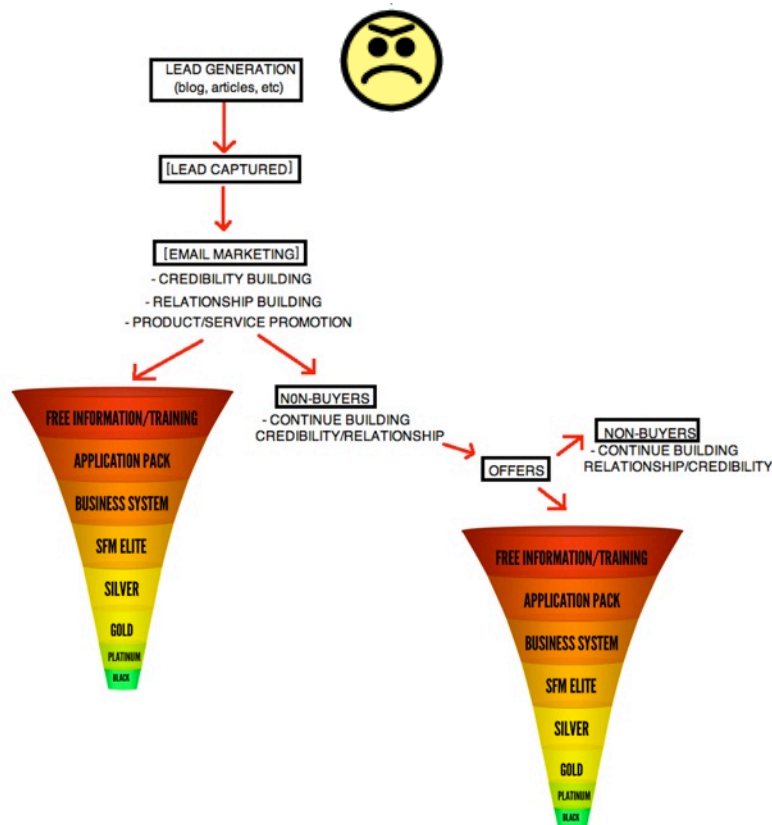 LEAD GENERATION
(blog, articles, etc)
[LEAD CAPTURED]
[EMAIL MARKETING]
- CREDIBILITY BUILDING
- RELATIONSHIP BUILDING
- PRODUCT/SERVICE PROMOTION
FREE INFORMATION/TRAINING
APPLICATION PACK
BUSINESS SYSTEM
SFM ELITE
SILVER
GOLD
PLATINUM
BLACK
N0N-BUYERS
- CONTINUE BUILDING
CREDIBILITY/RELATIONSHIP
OFFERS
NON-BUYERS
- CONTINUE BUILDING
RELATIONSHIP/CREDIBILITY
FREE INFORMATION/TRAINING
APPLICATION PACK
BUSINESS SYSTEM
SFM ELITE
SILVER
GOLD
PLATINUM
BLACK